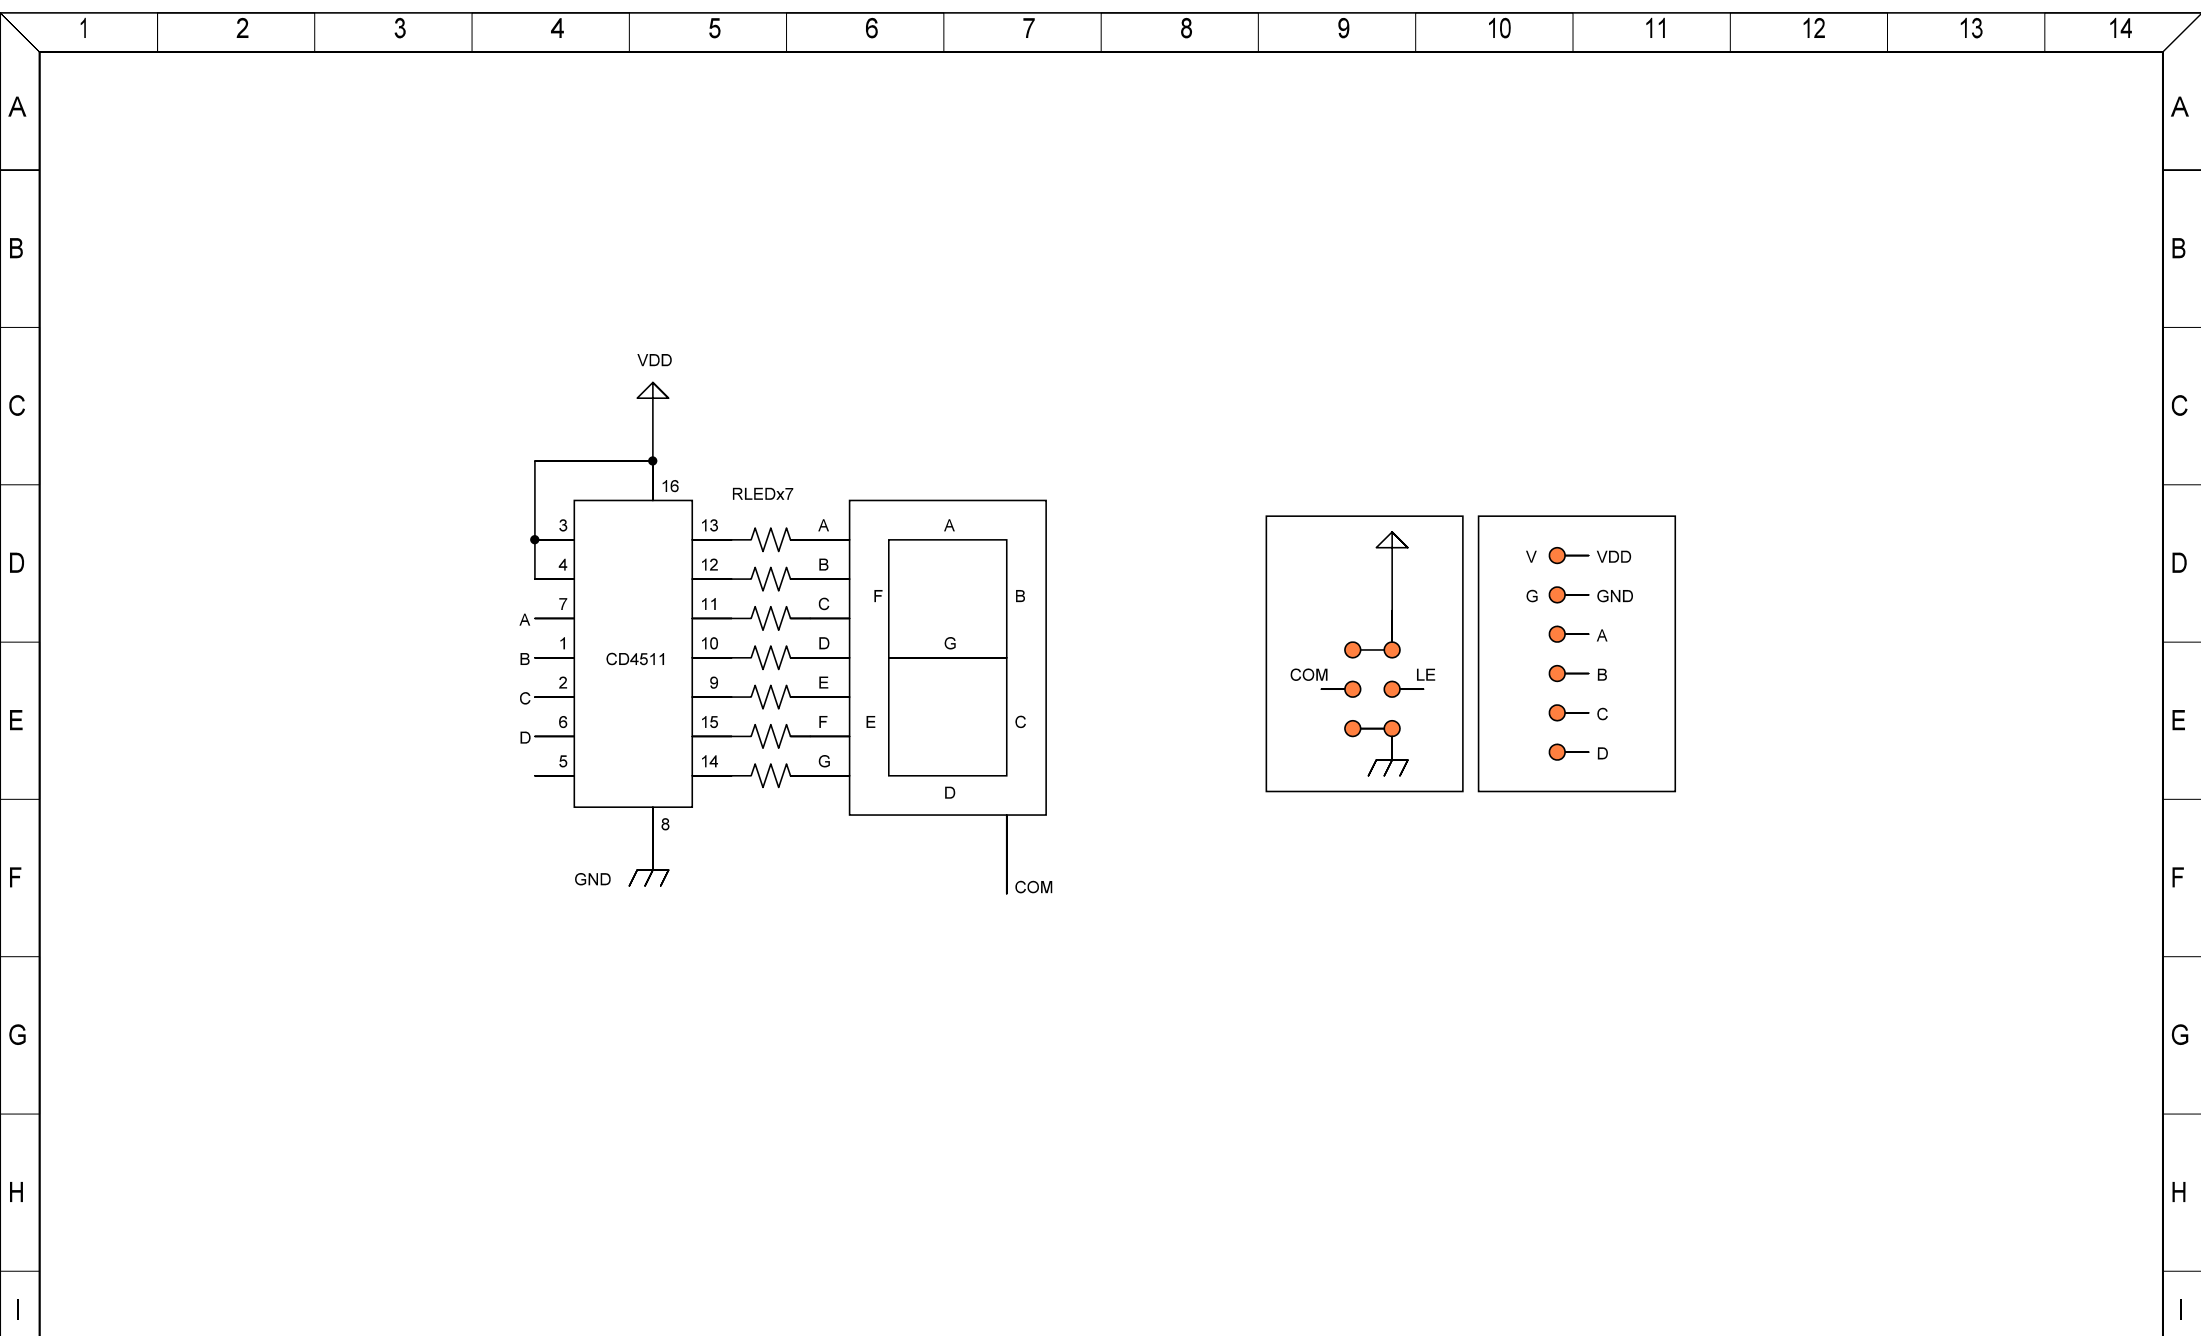 1 2 3 4 5 6 7 8 9 10 11 12 13 14
A A
B B
VDD
C C
16 RLEDx7
3 13 A A
4 12 B
V VDD
D D
F B
G GND
7 11 C
A A
1 10 D G
B CD4511
COM LE B
2 9 E
C C
6 15 F E C
E E
D
5 14 G D
D
8
GND COM
F F
G G
H H
I I